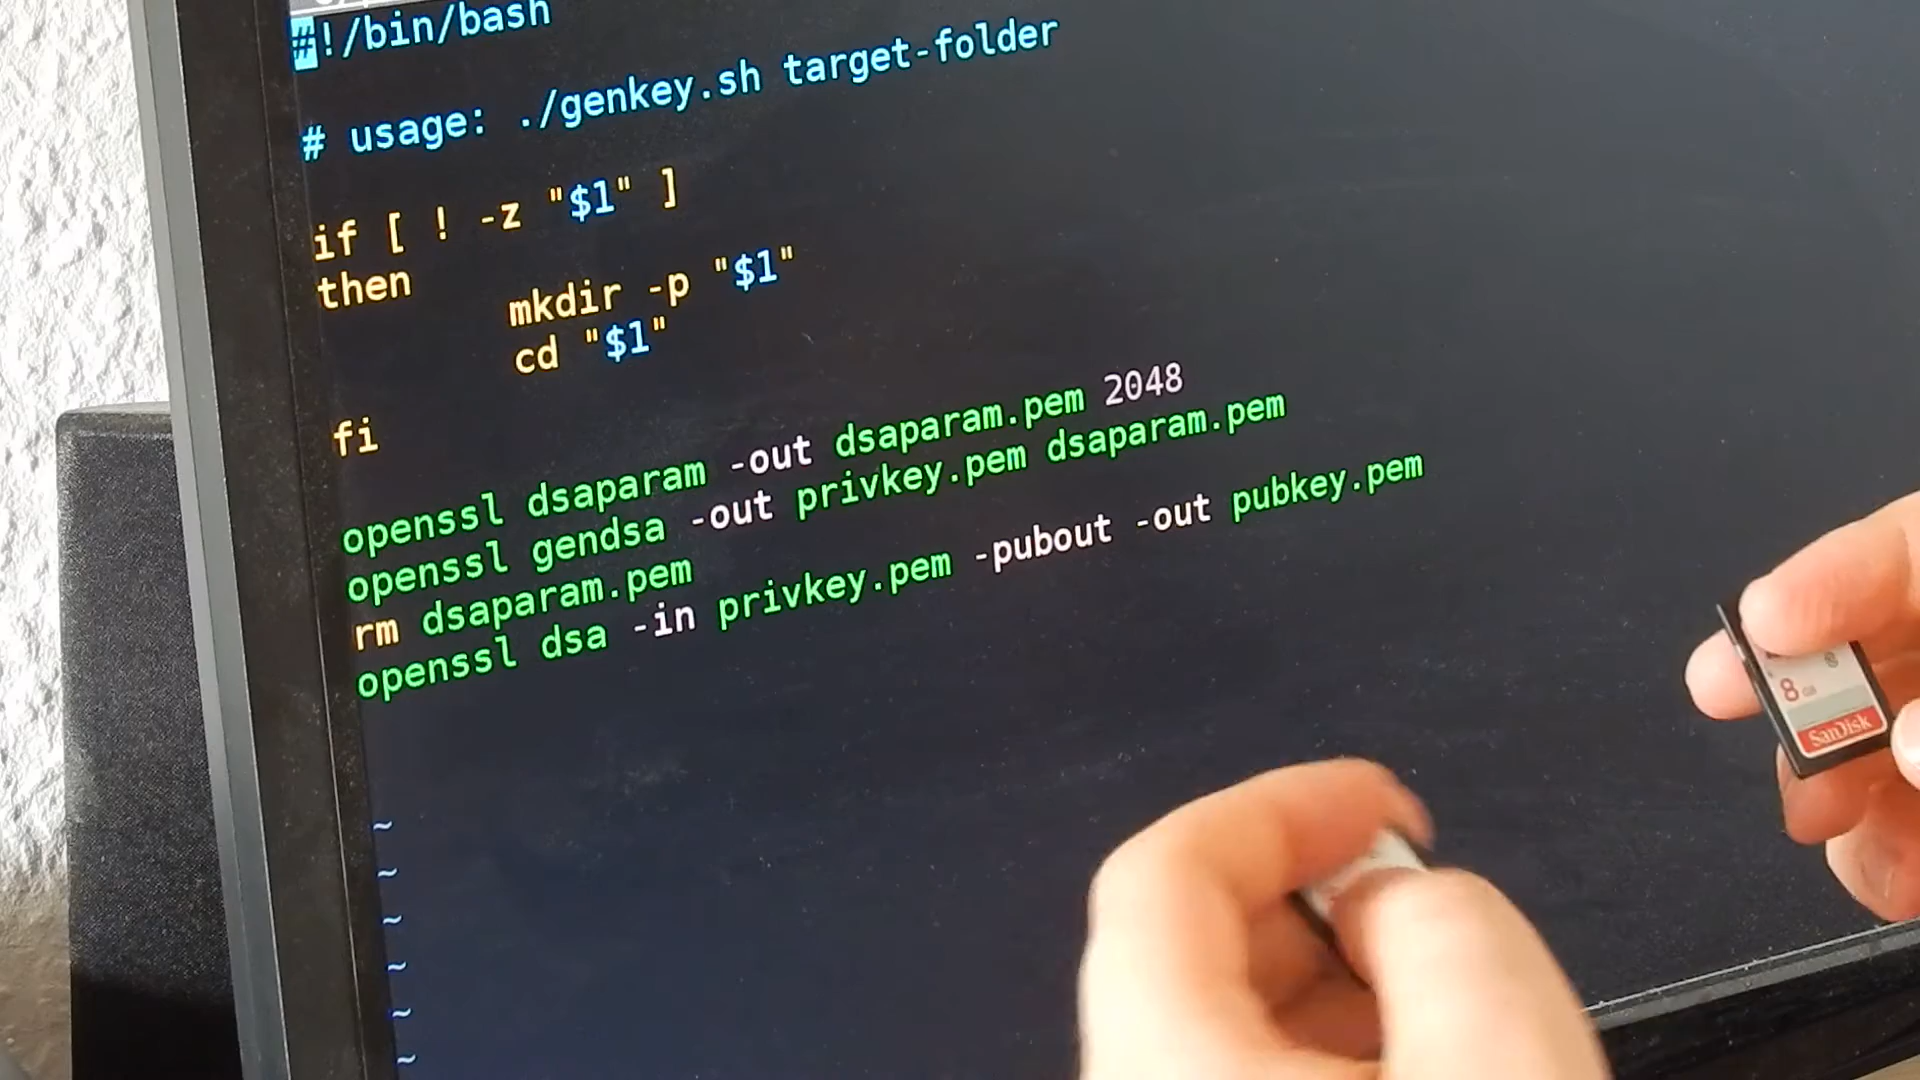 #!/bin/bash
# usage: ./genkey.sh target-folder
if [ ! -z "$1" ]
then
mkdir -p "$1"
cd "$1"
fi
openssl dsaparam -out dsaparam.pem 2048
openssl gendsa -out privkey.pem dsaparam.pem
rm dsaparam.pem
openssl dsa -in privkey.pem -pubout -out pubkey.pem
~
~
~
~
~
~
8 GB
SanDisk